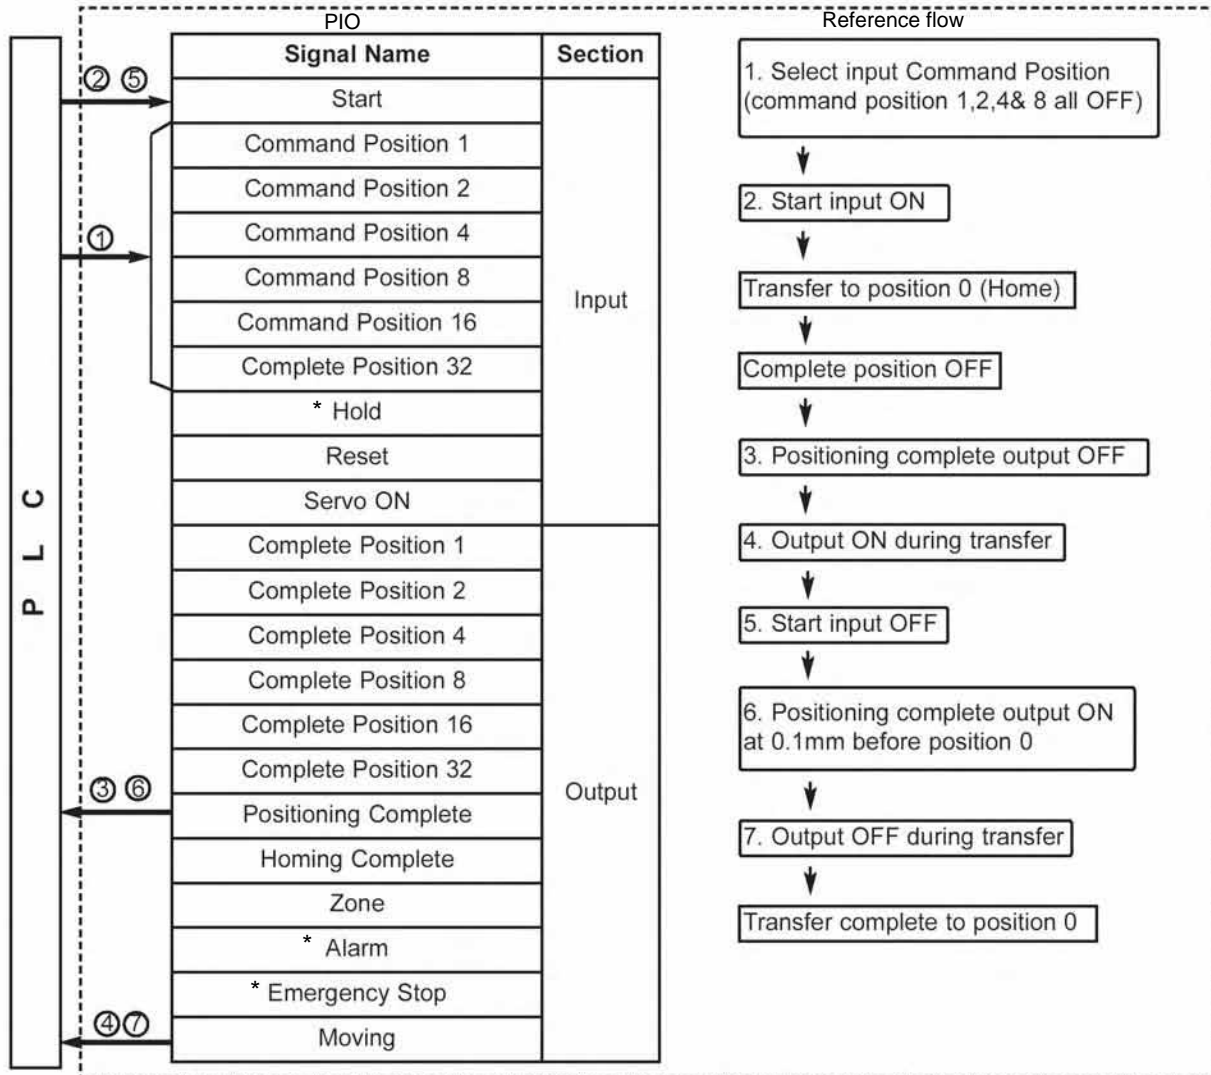 PIO
Reference flow
Signal Name
Section
② ⑤
Start
Command Position 1
Command Position 2
①
Command Position 4
Command Position 8
Command Position 16
Complete Position 32
* Hold
Reset
Servo ON
Input
P L C
Complete Position 1
Complete Position 2
Complete Position 4
Complete Position 8
Complete Position 16
Complete Position 32
③ ⑥
Positioning Complete
Homing Complete
Zone
* Alarm
* Emergency Stop
④⑦
Moving
Output
1. Select input Command Position
(command position 1,2,4& 8 all OFF)
2. Start input ON
Transfer to position 0 (Home)
Complete position OFF
3. Positioning complete output OFF
4. Output ON during transfer
5. Start input OFF
6. Positioning complete output ON
at 0.1mm before position 0
7. Output OFF during transfer
Transfer complete to position 0